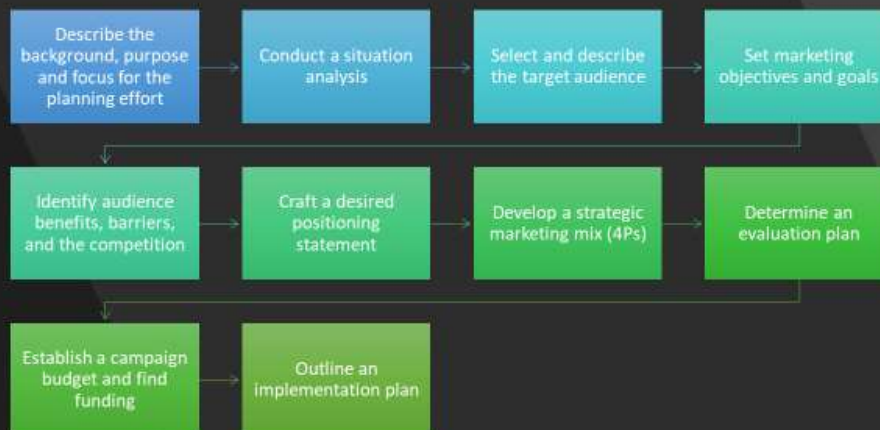 Describe the
background, purpose
and focus for the
planning effort
Conduct a situation
analysis
Select and describe
the target audience
Set marketing
objectives and goals
Identify audience
benefits, barriers,
and the competition
Craft a desired
positioning
statement
Develop a strategic
marketing mix (4Ps)
Determine an
evaluation plan
Establish a campaign
budget and find
funding
Outline an
implementation plan